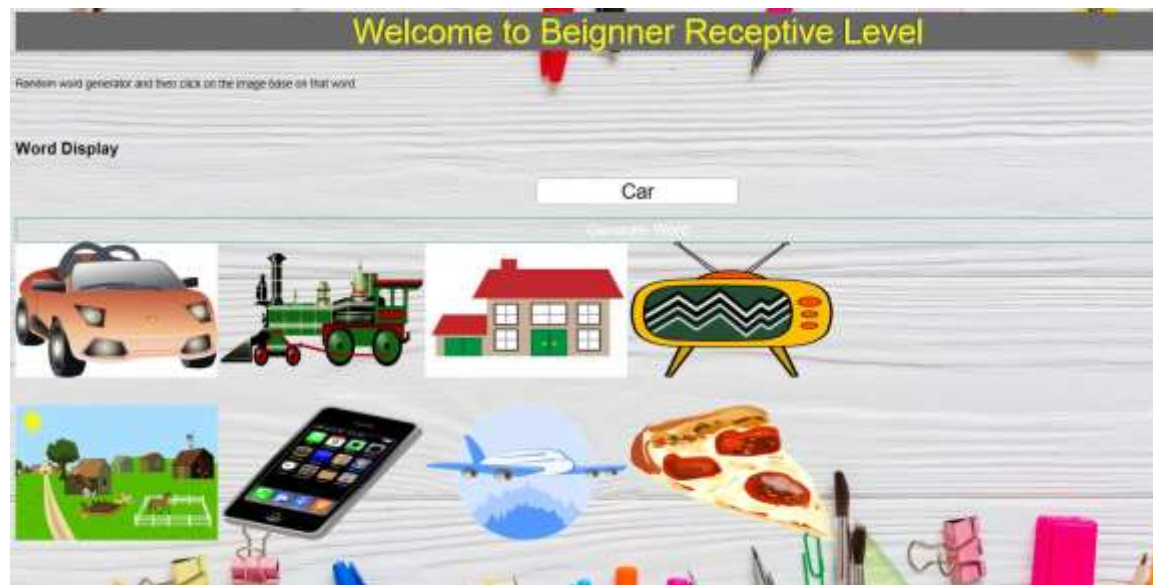 Welcome to Beignner Receptive Level
Random word generator and then click on the image base on that word.
Word Display
Car
Generate Word